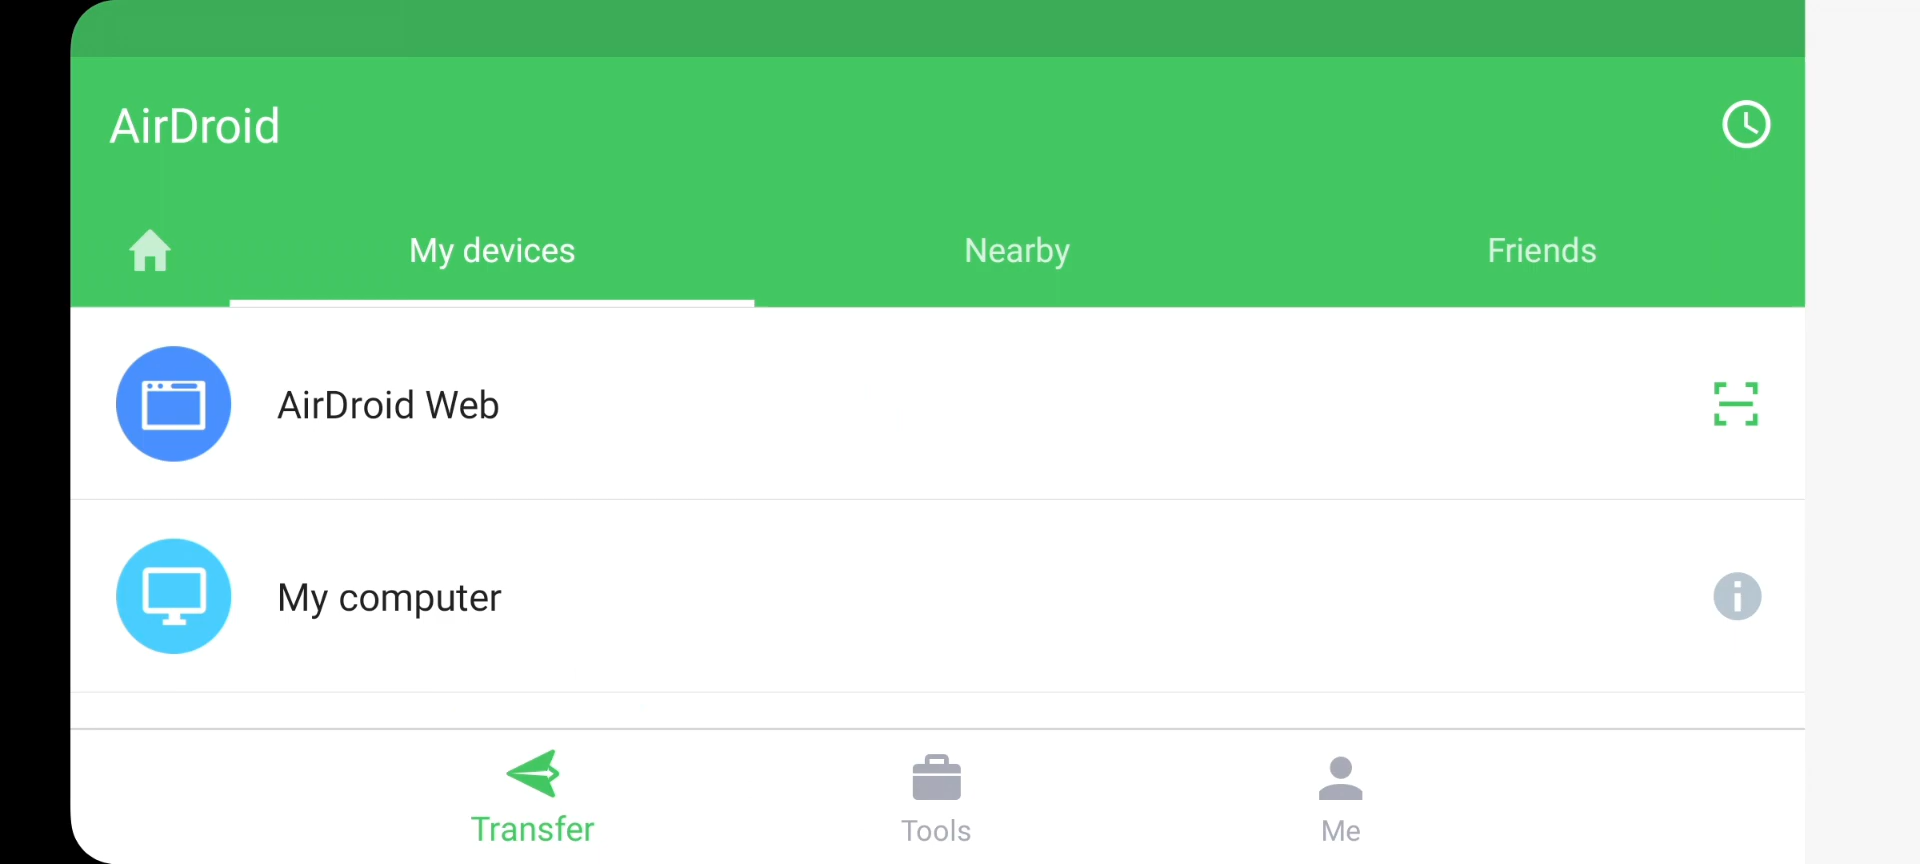 AirDroid
My devices
Nearby
Friends
AirDroid Web
My computer
Transfer
Tools
Me